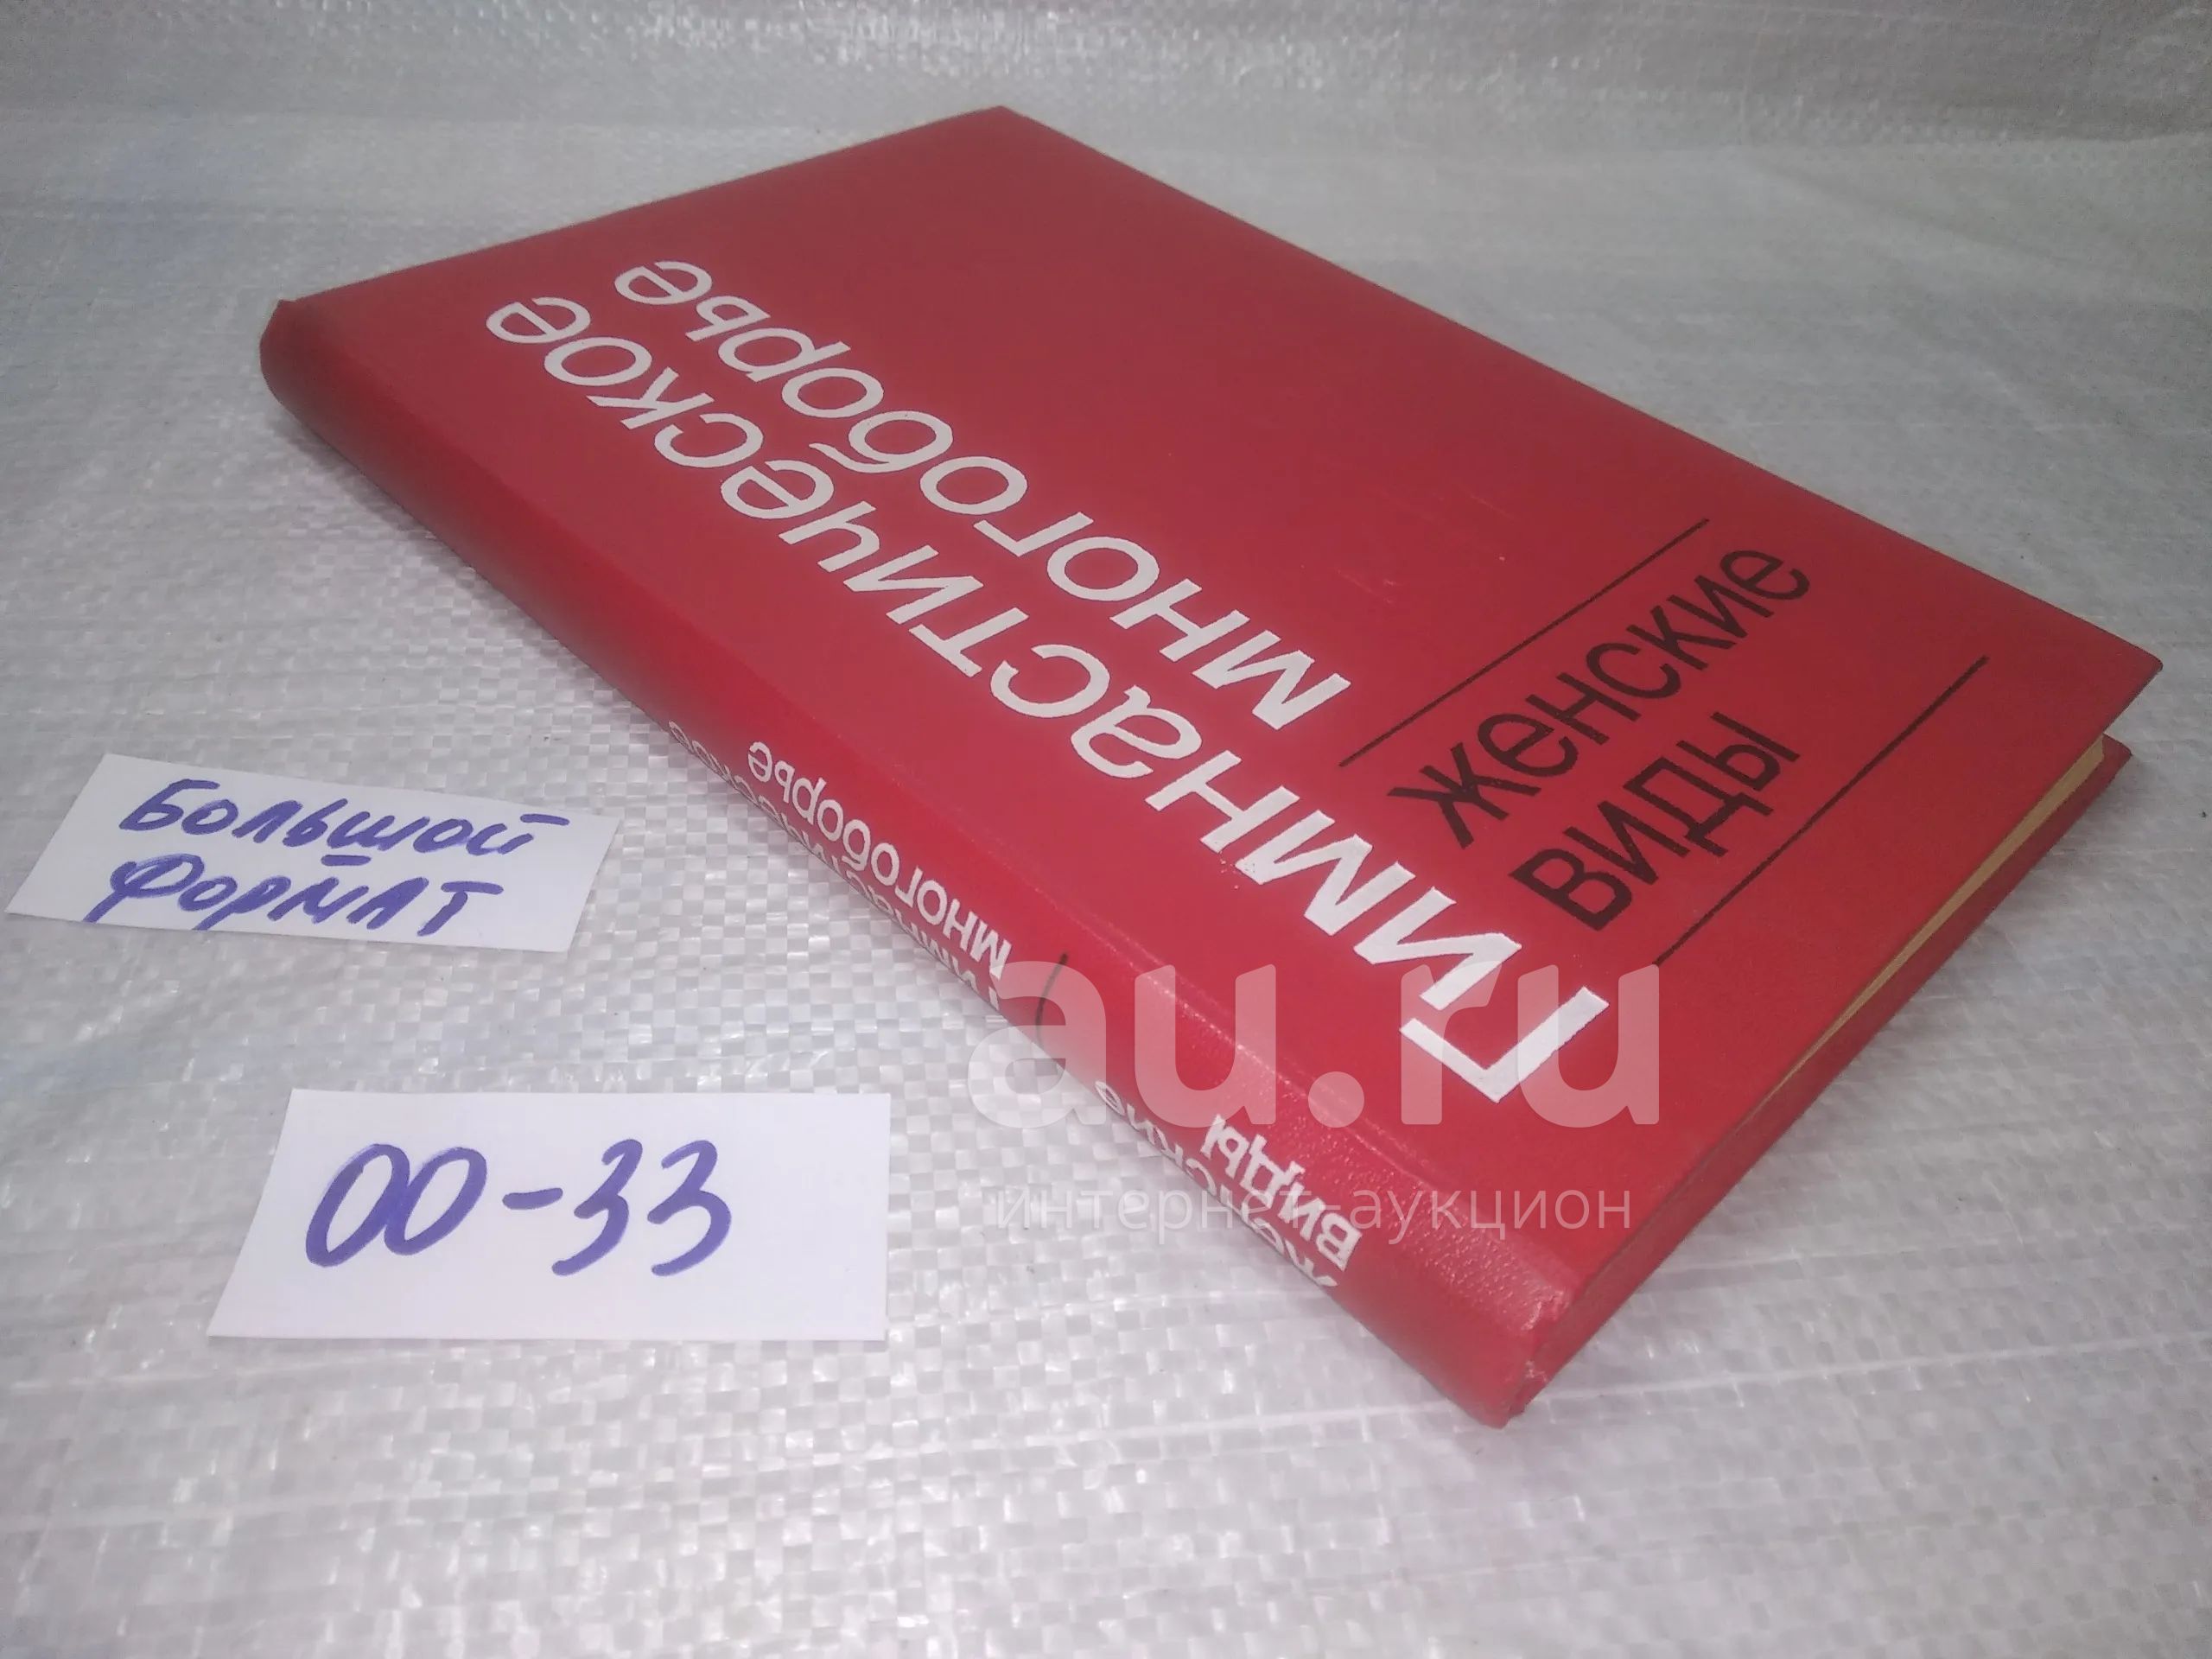 Гимнастическое
многоборье
женские
виды
Гимнастическое
многоборье
Женские
виды
Большой
формат
00-33
au.ru
интернет-аукцион